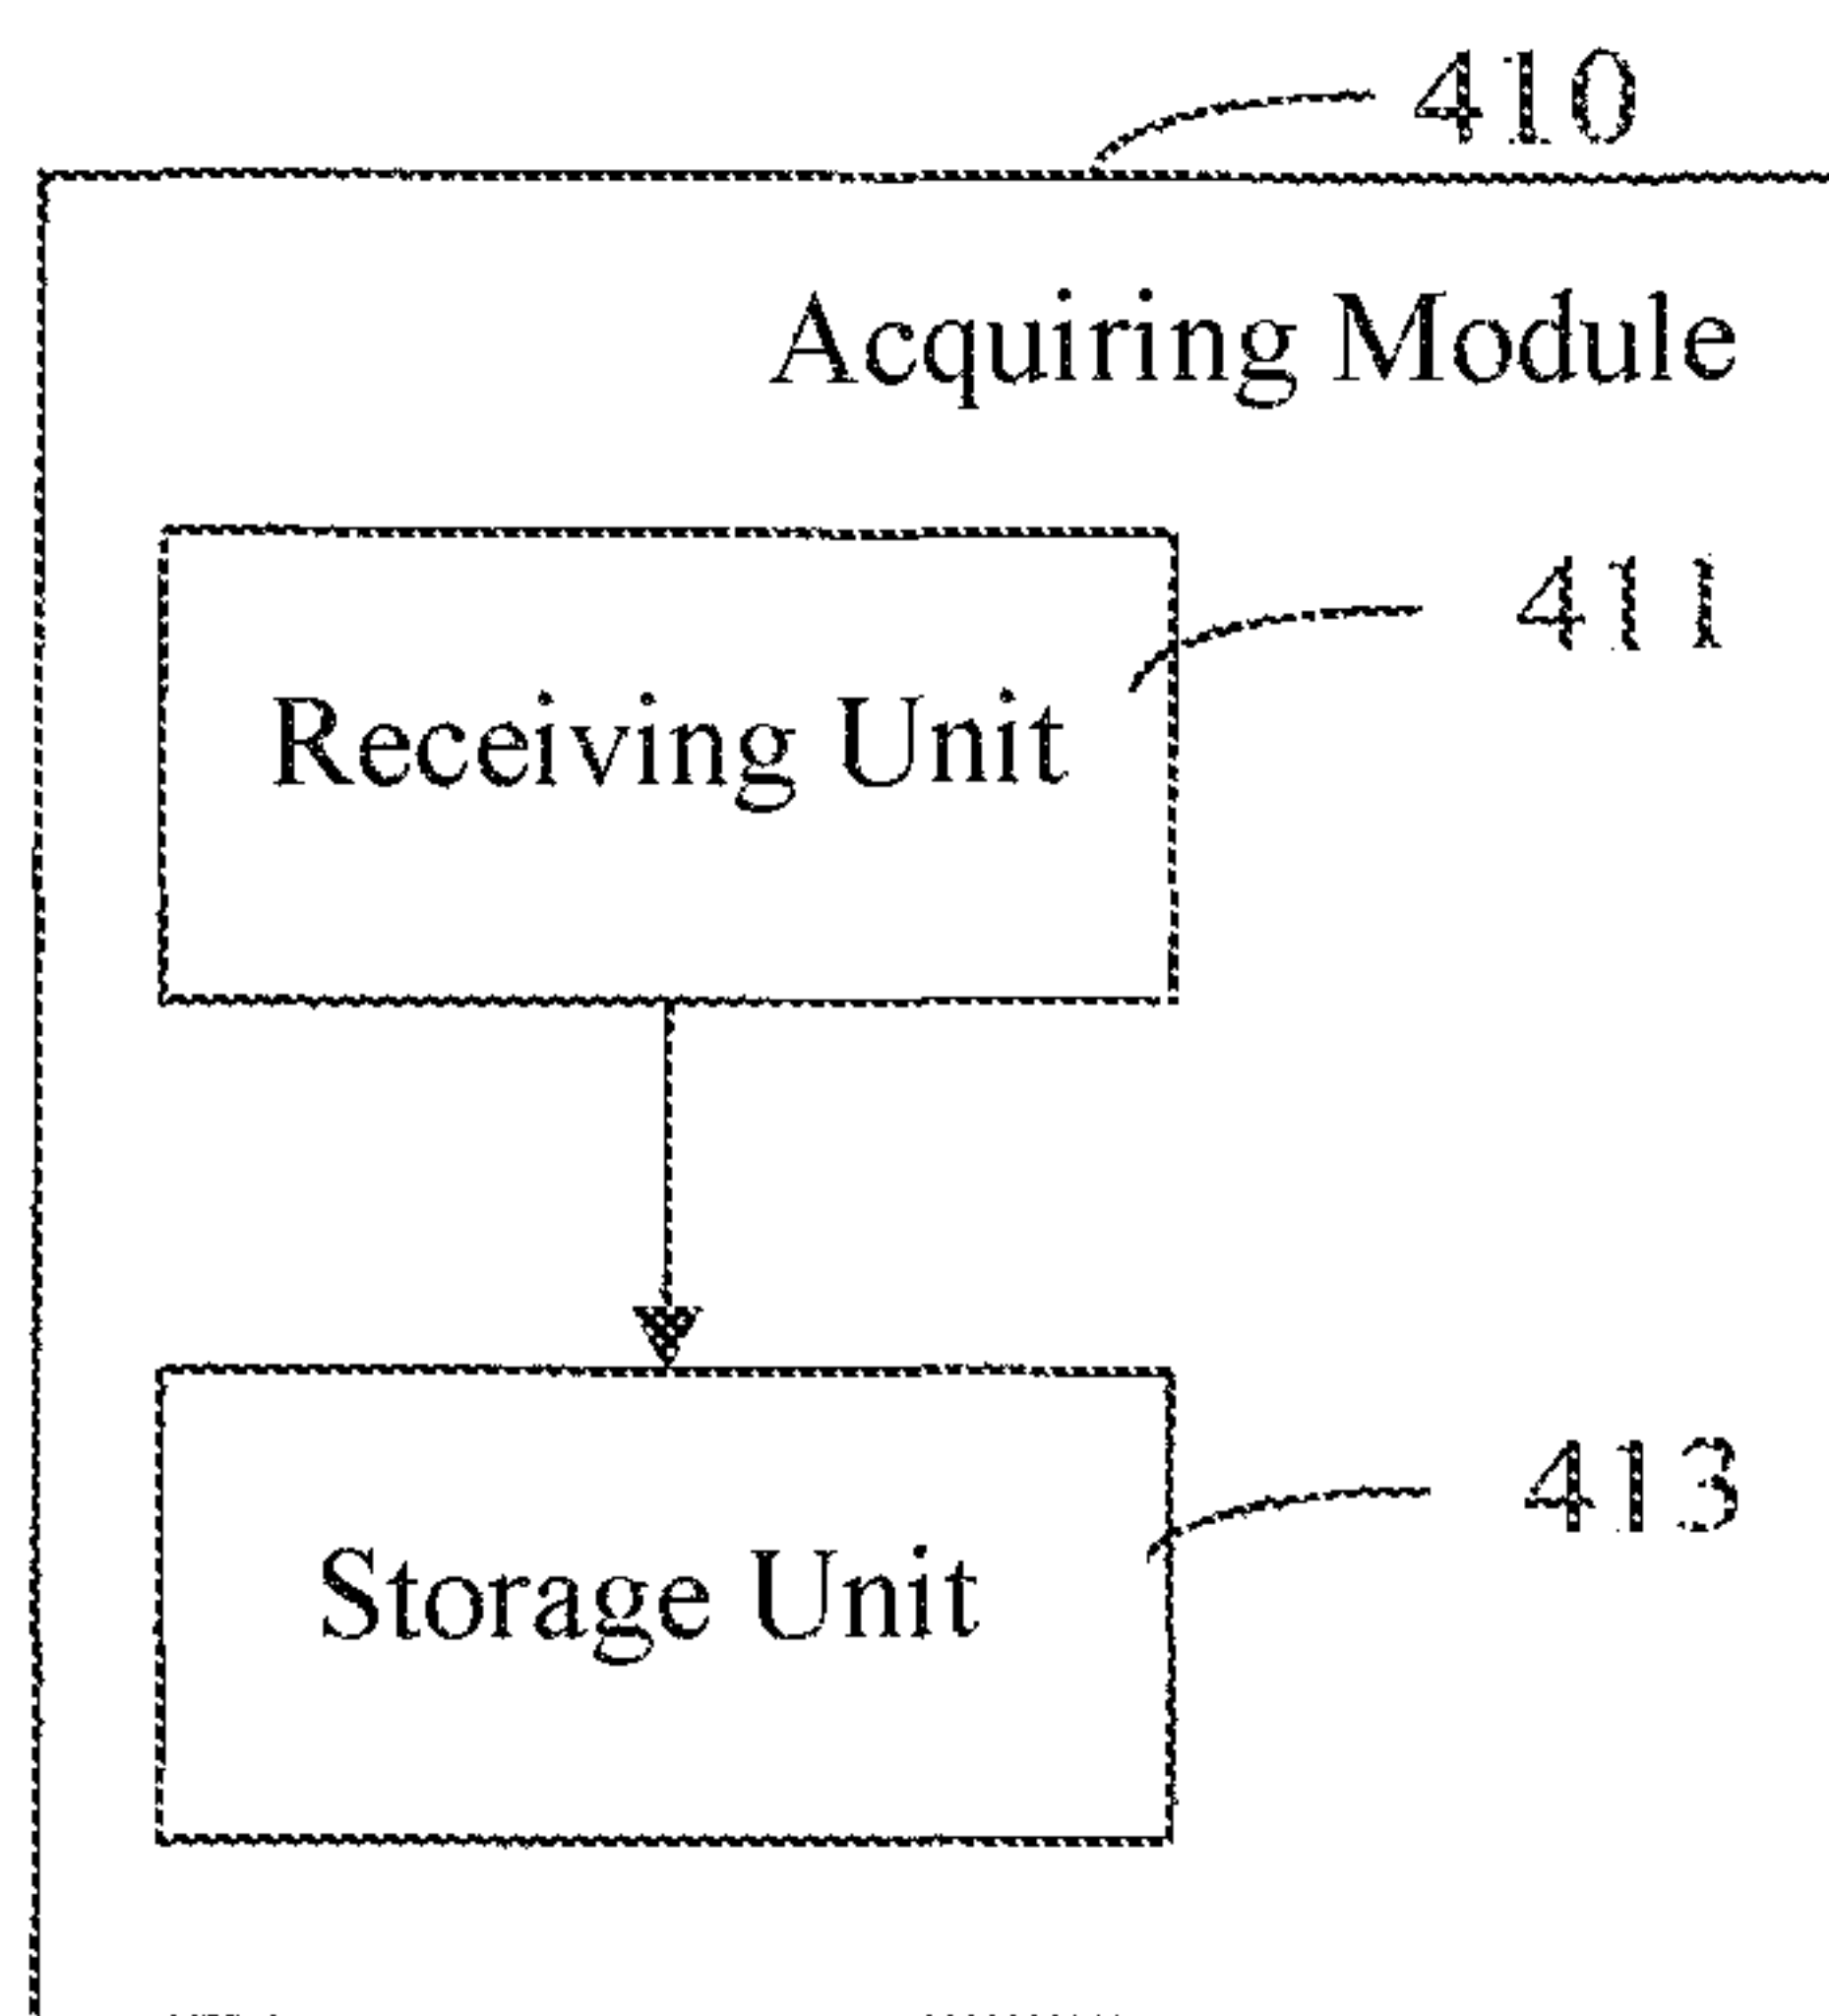 410
Acquiring Module
411
Receiving Unit
413
Storage Unit